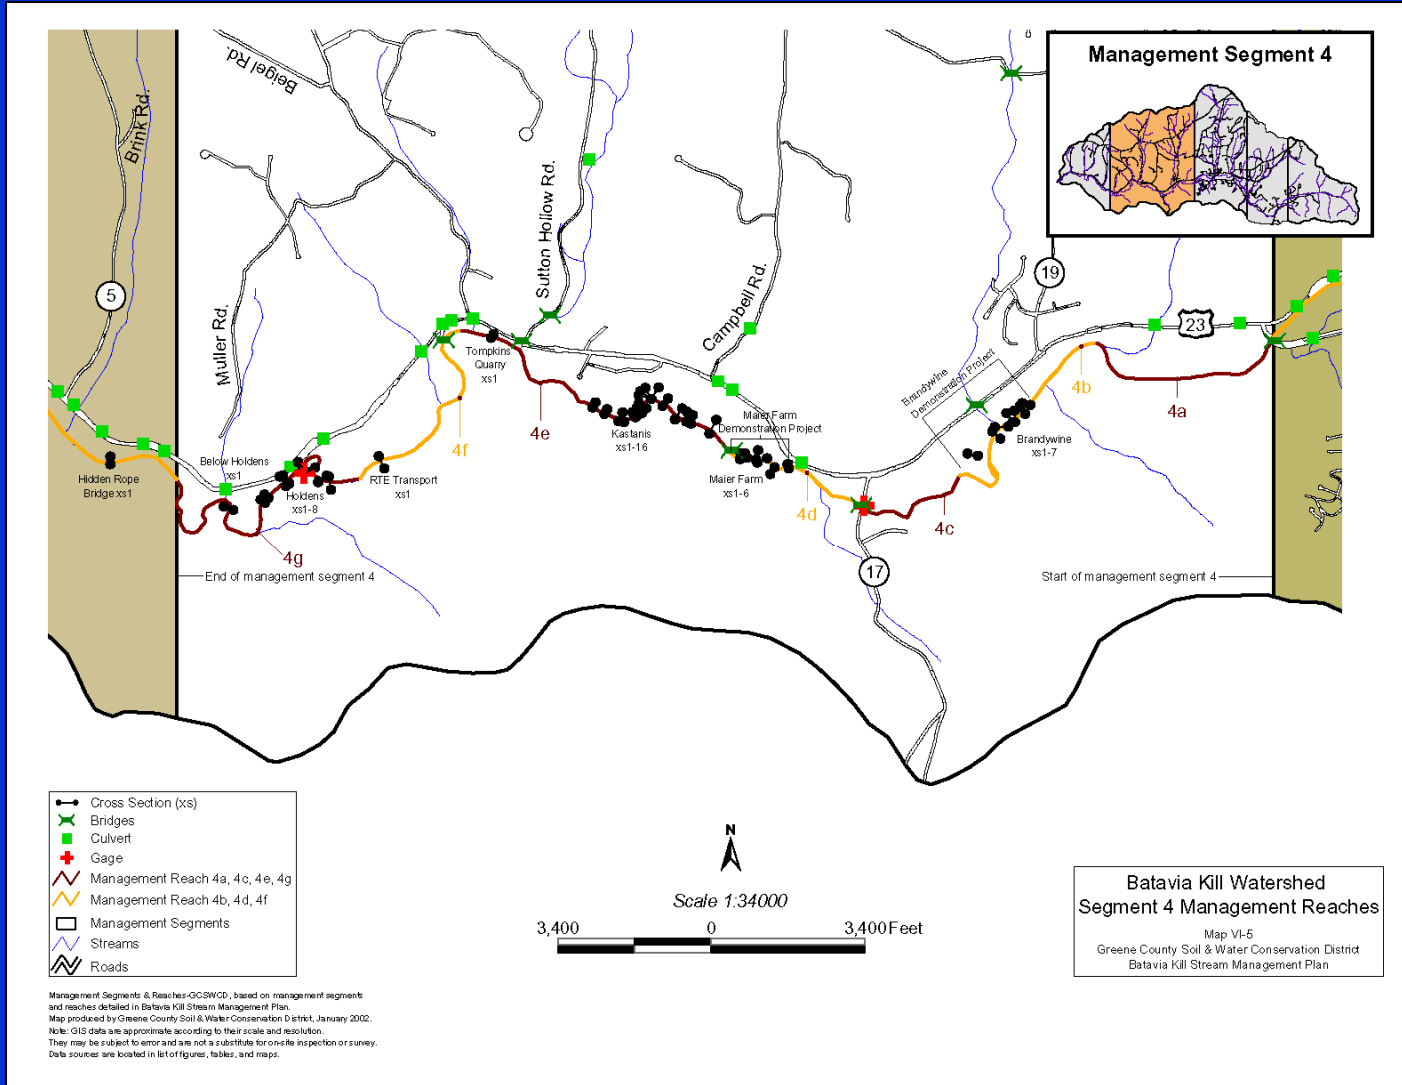 Management Segment 4
Beigel Rd.
Brink Rd.
Sutton Hollow Rd.
Campbell Rd.
Muller Rd.
5
19
23
17
Tompkins
Quarry
xs1
Brandywine
Demonstration Project
4b
4a
4e
4f
Kastanis
xs1-16
Maier Farm
Demonstration Project
Brandywine
xs1-7
Below Holdens
xs1
Hidden Rope
Bridge xs1
Holdens
xs1-8
RTE Transport
xs1
Maier Farm
xs1-6
4d
4c
4g
End of management segment 4
Start of management segment 4
Cross Section (xs)
Bridges
Culvert
Gage
Management Reach 4a, 4c, 4e, 4g
Management Reach 4b, 4d, 4f
Management Segments
Streams
Roads
N
Scale 1:34000
3,400 0 3,400 Feet
Batavia Kill Watershed
Segment 4 Management Reaches
Map VI-5
Greene County Soil & Water Conservation District
Batavia Kill Stream Management Plan
Management Segments & Reaches-GCSWCD, based on management segments
and reaches detailed in Batavia Kill Stream Management Plan.
Map produced by Greene County Soil & Water Conservation District, January 2002.
Note: GIS data are approximate according to their scale and resolution.
They may be subject to error and are not a substitute for on-site inspection or survey.
Data sources are located in list of figures, tables, and maps.